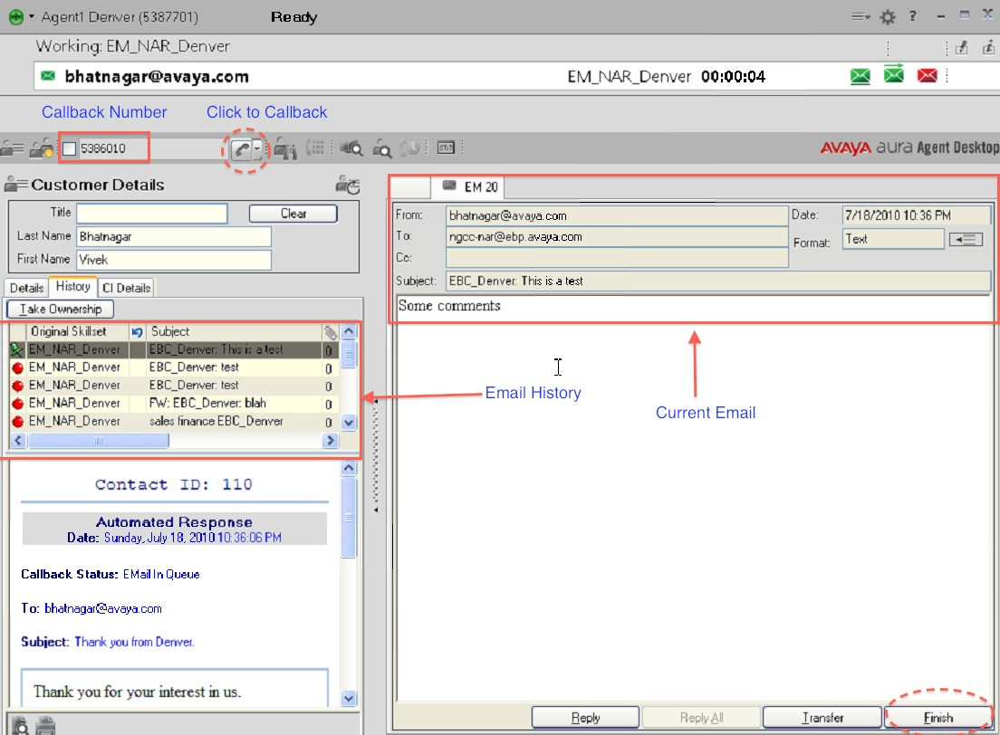 Agent1 Denver (5387701) Ready ?
Working: EM_NAR_Denver
bhatnagar@avaya.com EM_NAR_Denver 00:00:04
Callback Number Click to Callback
5386010
AVAYA aura Agent Desktop
Customer Details
Title Clear
Last Name Bhatnagar
First Name Vivek
Details History CI Details
Take Ownership
Original Skillset Subject
EM_NAR_Denver EBC_Denver: This is a test 0
EM_NAR_Denver EBC_Denver: test 0
EM_NAR_Denver EBC_Denver: test 0
EM_NAR_Denver FW: EBC_Denver: blah 0
EM_NAR_Denver sales finance EBC_Denver 0
Contact ID: 110
Automated Response
Date: Sunday, July 18, 2010 10:36:06 PM
Callback Status: EMail In Queue
To: bhatnagar@avaya.com
Subject: Thank you from Denver.
Thank you for your interest in us.
EM 20
From: bhatnagar@avaya.com Date: 7/18/2010 10:36 PM
To: ngcc-nar@ebp.avaya.com Format: Text
Cc:
Subject: EBC_Denver: This is a test
Some comments
Email History
Current Email
Reply Reply All Transfer Finish